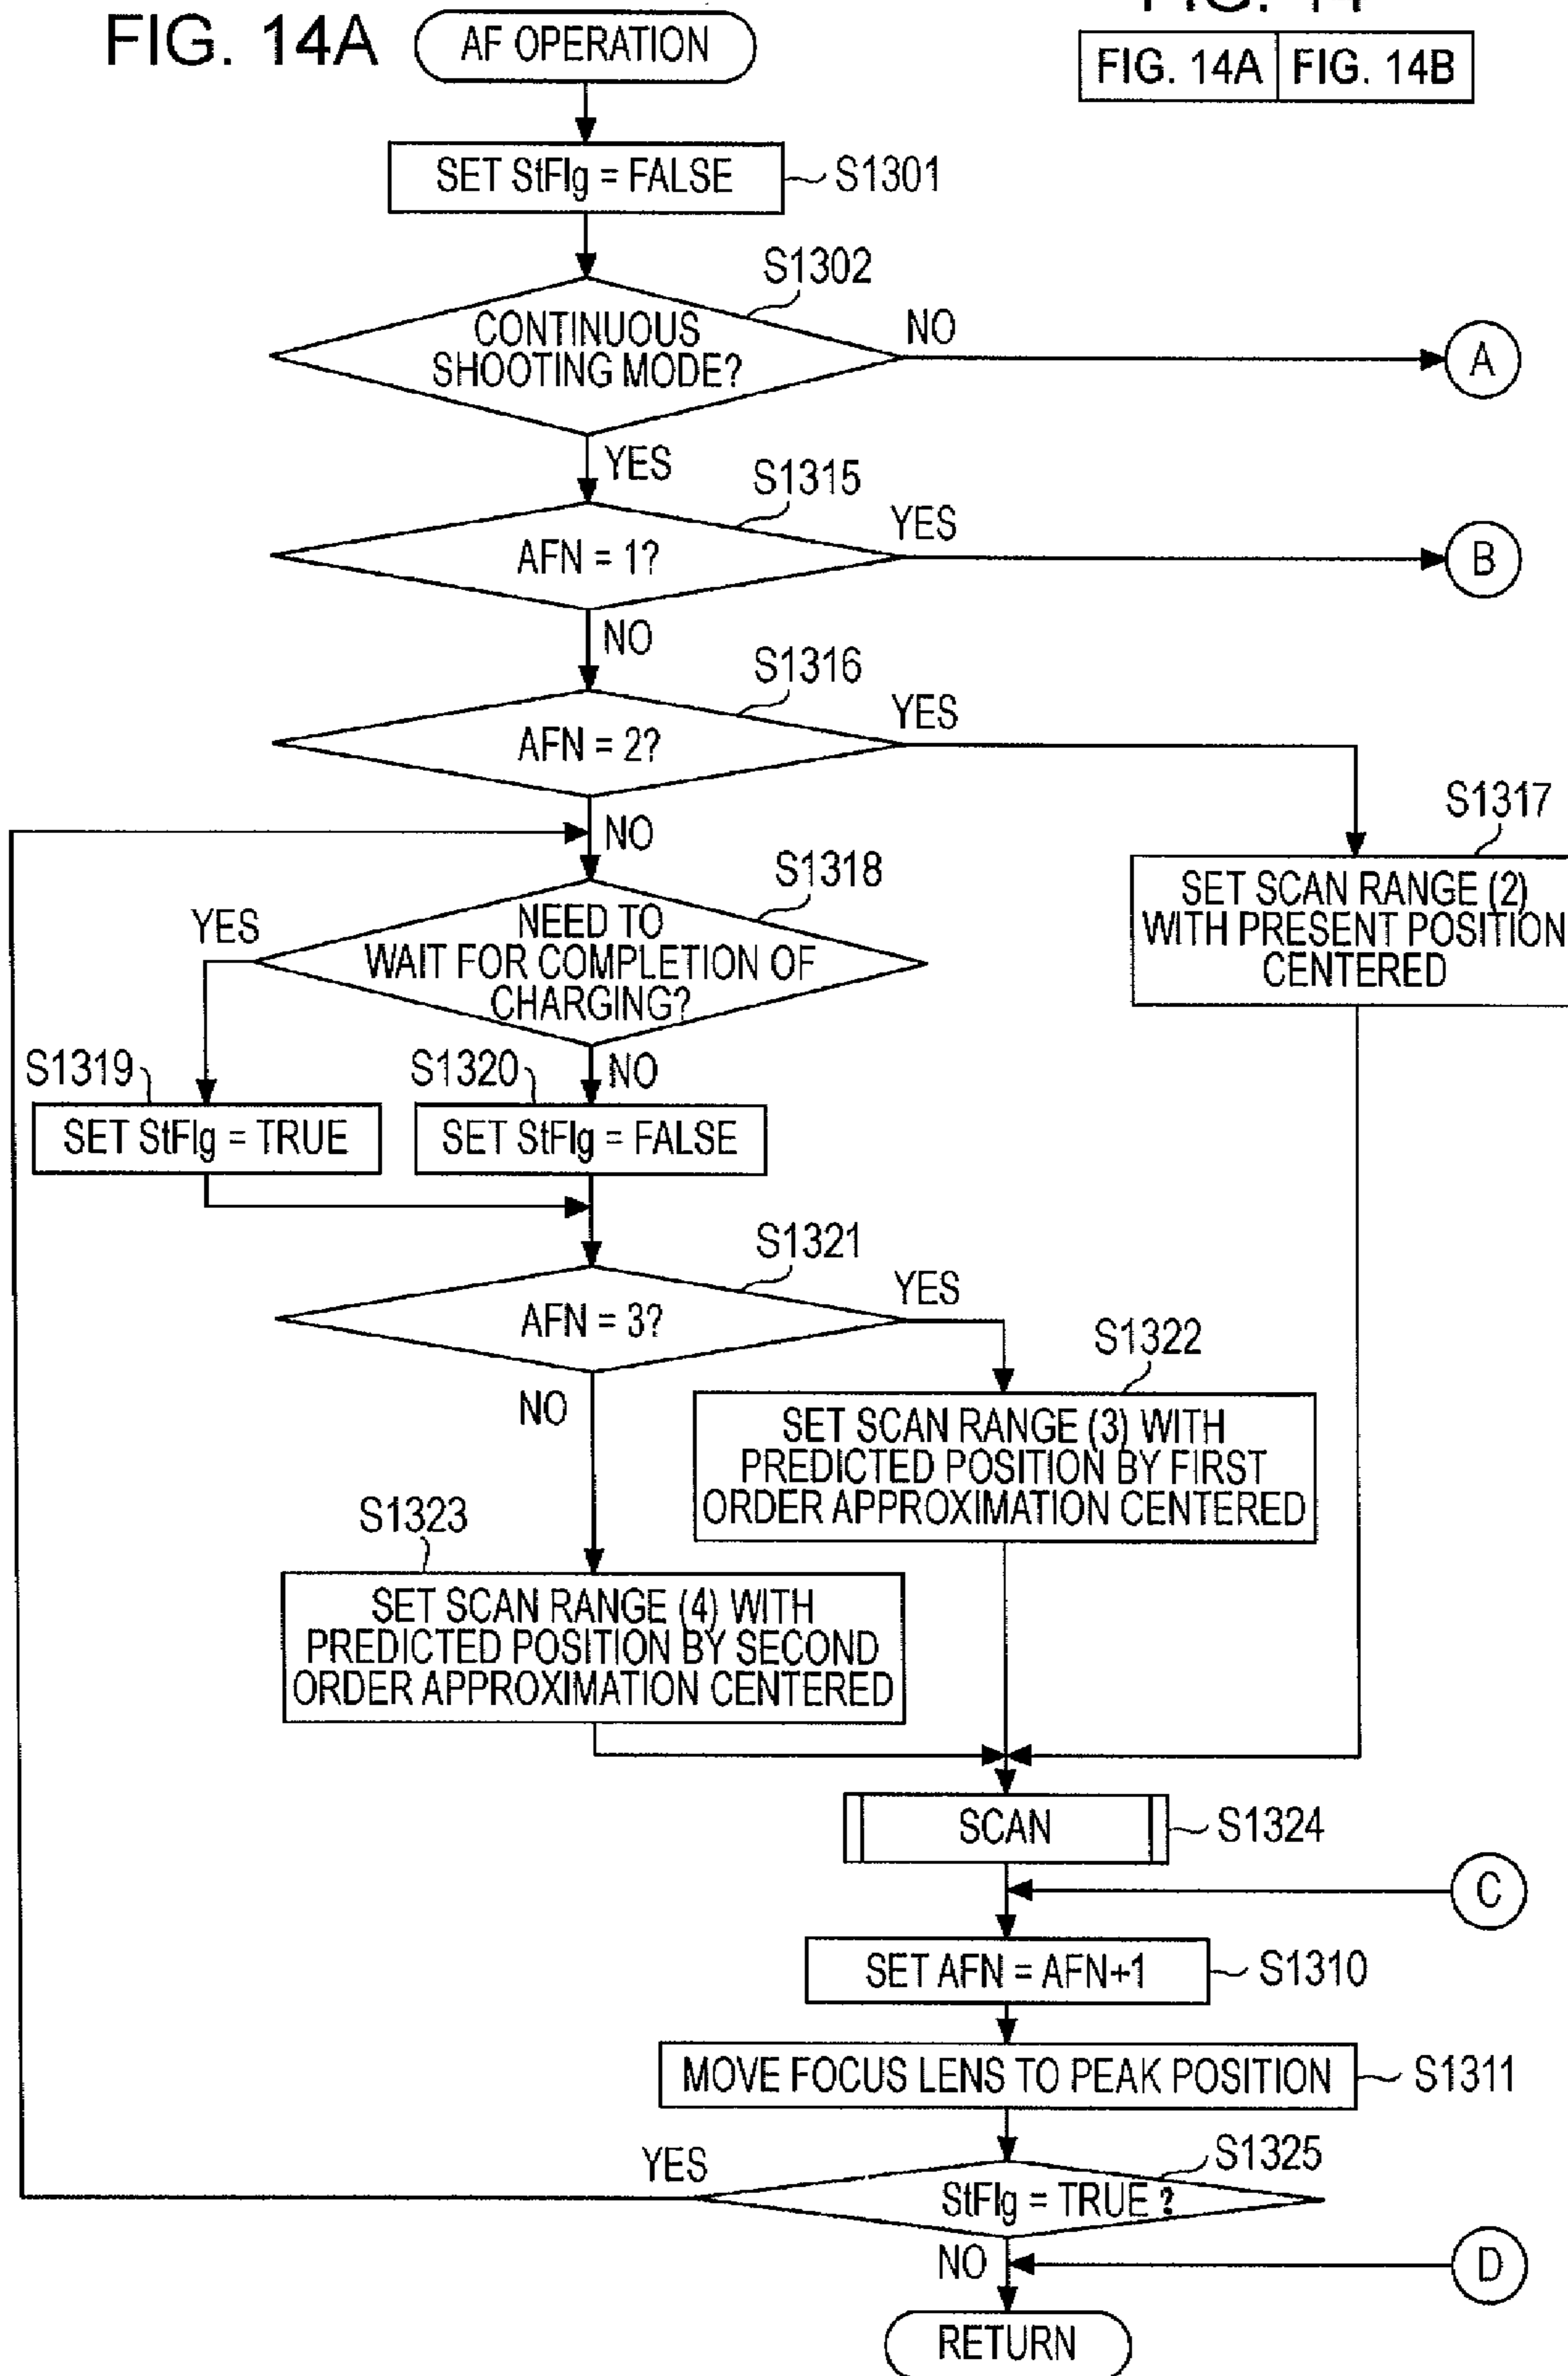 FIG. 14A
AF OPERATION
FIG. 14A
FIG. 14B
SET StFlg = FALSE
S1301
S1302
CONTINUOUS
SHOOTING MODE?
NO
A
YES
S1315
AFN = 1?
YES
B
NO
S1316
AFN = 2?
YES
S1317
SET SCAN RANGE (2)
WITH PRESENT POSITION
CENTERED
NO
S1318
NEED TO
WAIT FOR COMPLETION OF
CHARGING?
YES
NO
S1319
SET StFlg = TRUE
S1320
SET StFlg = FALSE
S1321
AFN = 3?
YES
NO
S1322
SET SCAN RANGE (3) WITH
PREDICTED POSITION BY FIRST
ORDER APPROXIMATION CENTERED
S1323
SET SCAN RANGE (4) WITH
PREDICTED POSITION BY SECOND
ORDER APPROXIMATION CENTERED
SCAN
S1324
C
SET AFN = AFN+1
S1310
MOVE FOCUS LENS TO PEAK POSITION
S1311
S1325
StFlg = TRUE ?
YES
NO
D
RETURN